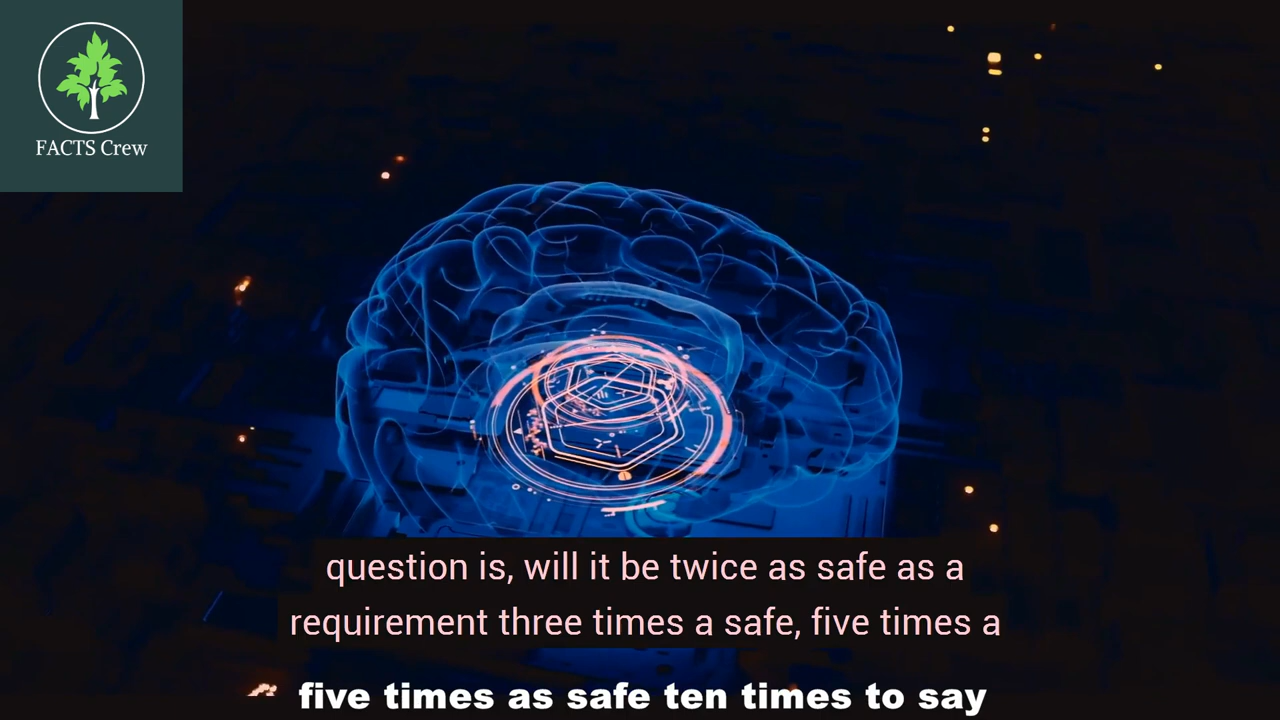 FACTS Crew
question is, will it be twice as safe as a
requirement three times a safe, five times a
five times as safe ten times to say